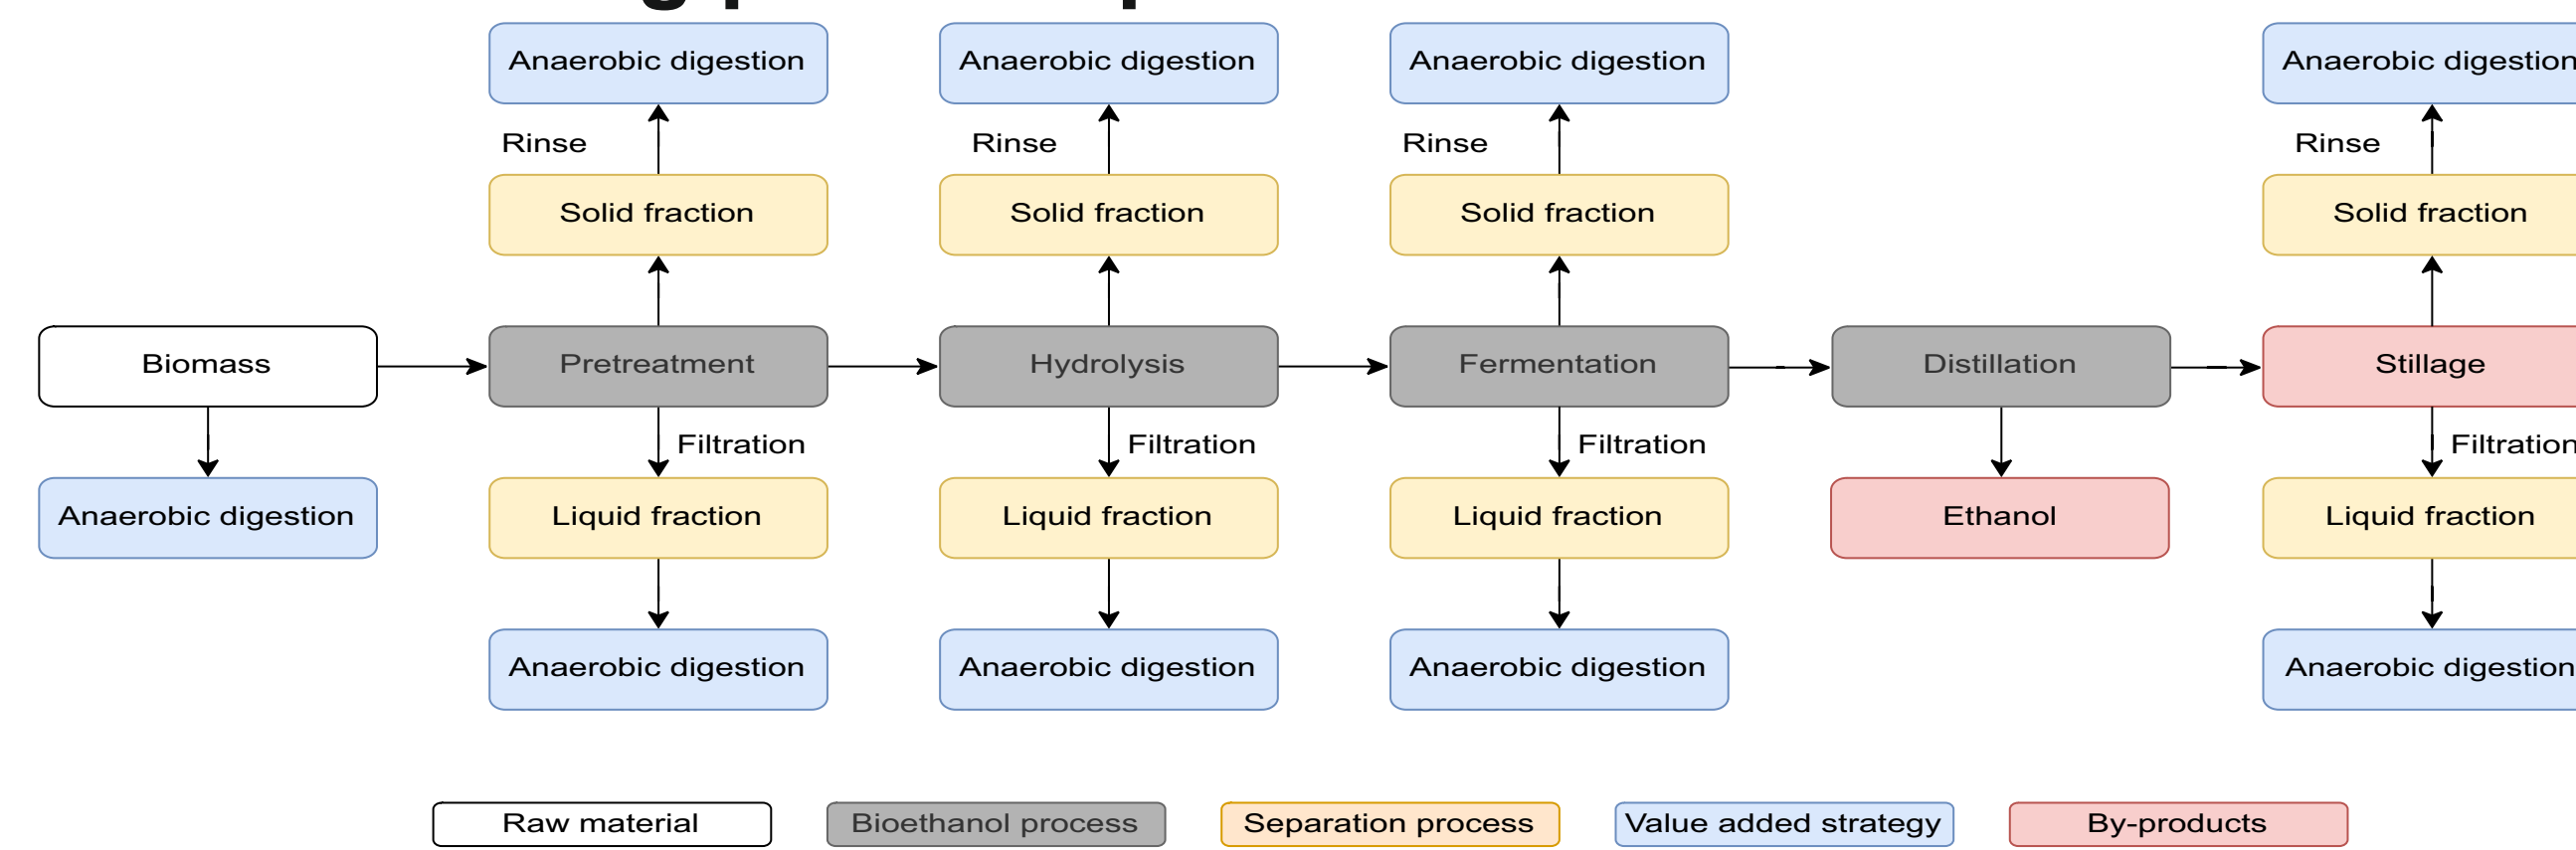 Anaerobic digestion Anaerobic digestion Anaerobic digestion Anaerobic digestion
Rinse Rinse Rinse Rinse
Solid fraction Solid fraction Solid fraction Solid fraction
Biomass Pretreatment Hydrolysis Fermentation Distillation Stillage
Filtration Filtration Filtration Filtration
Anaerobic digestion Liquid fraction Liquid fraction Liquid fraction Ethanol Liquid fraction
Anaerobic digestion Anaerobic digestion Anaerobic digestion Anaerobic digestion
Raw material Bioethanol process Separation process Value added strategy By-products